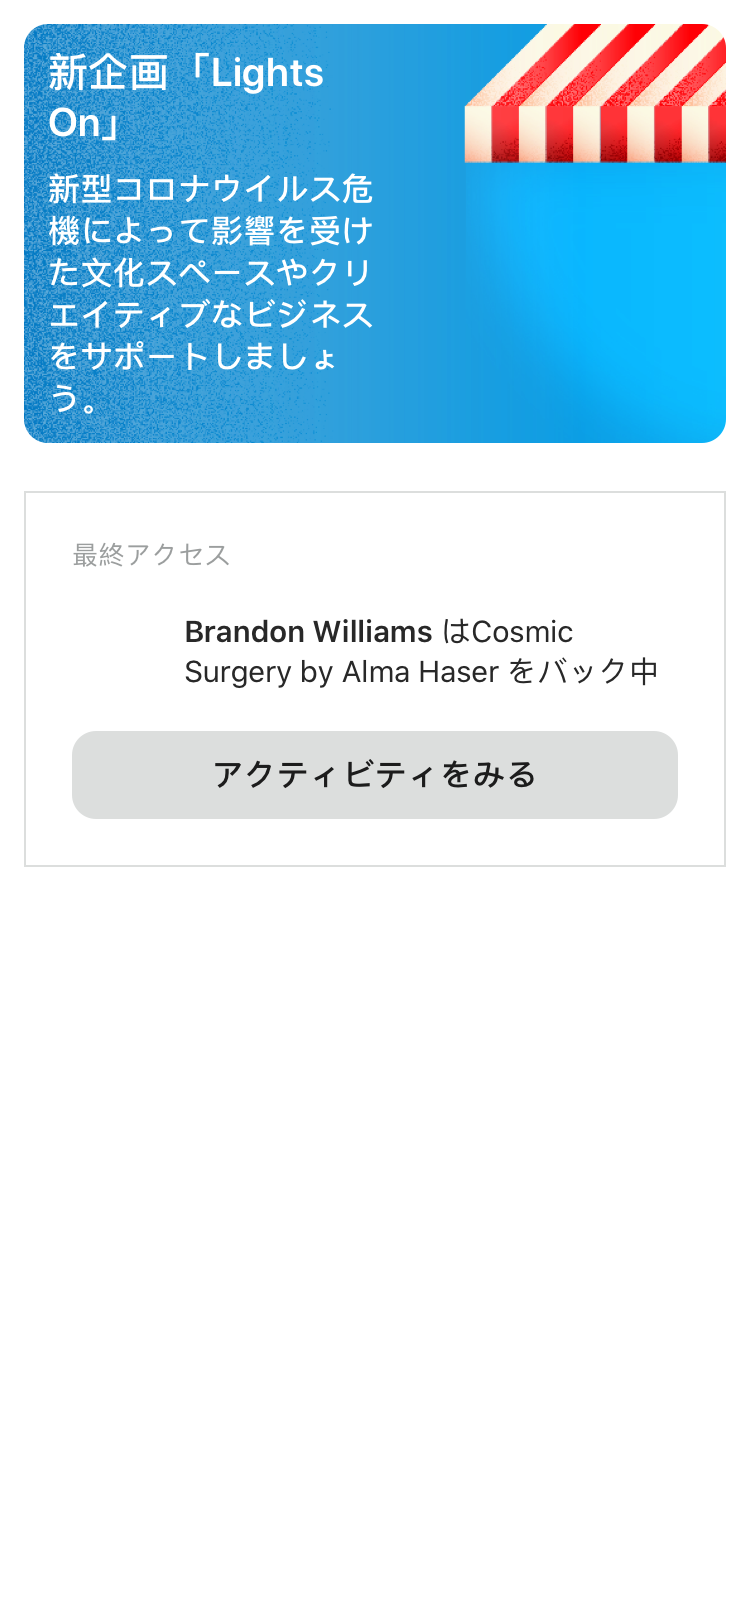 新企画「Lights
On」
新型コロナウイルス危
機によって影響を受け
た文化スペースやクリ
エイティブなビジネス
をサポートしましょ
う。
最終アクセス
Brandon Williams はCosmic
Surgery by Alma Haser をバック中
アクティビティをみる